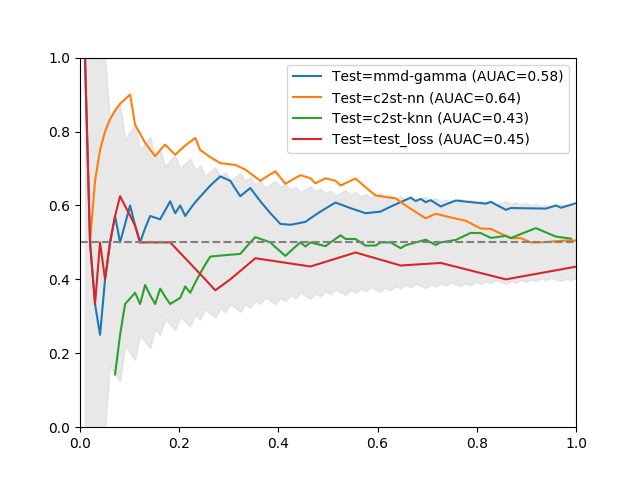 1.0
0.8
0.6
0.4
0.2
0.0
Test=mmd-gamma (AUAC=0.58)
Test=c2st-nn (AUAC=0.64)
Test=c2st-knn (AUAC=0.43)
Test=test_loss (AUAC=0.45)
0.0 0.2 0.4 0.6 0.8 1.0